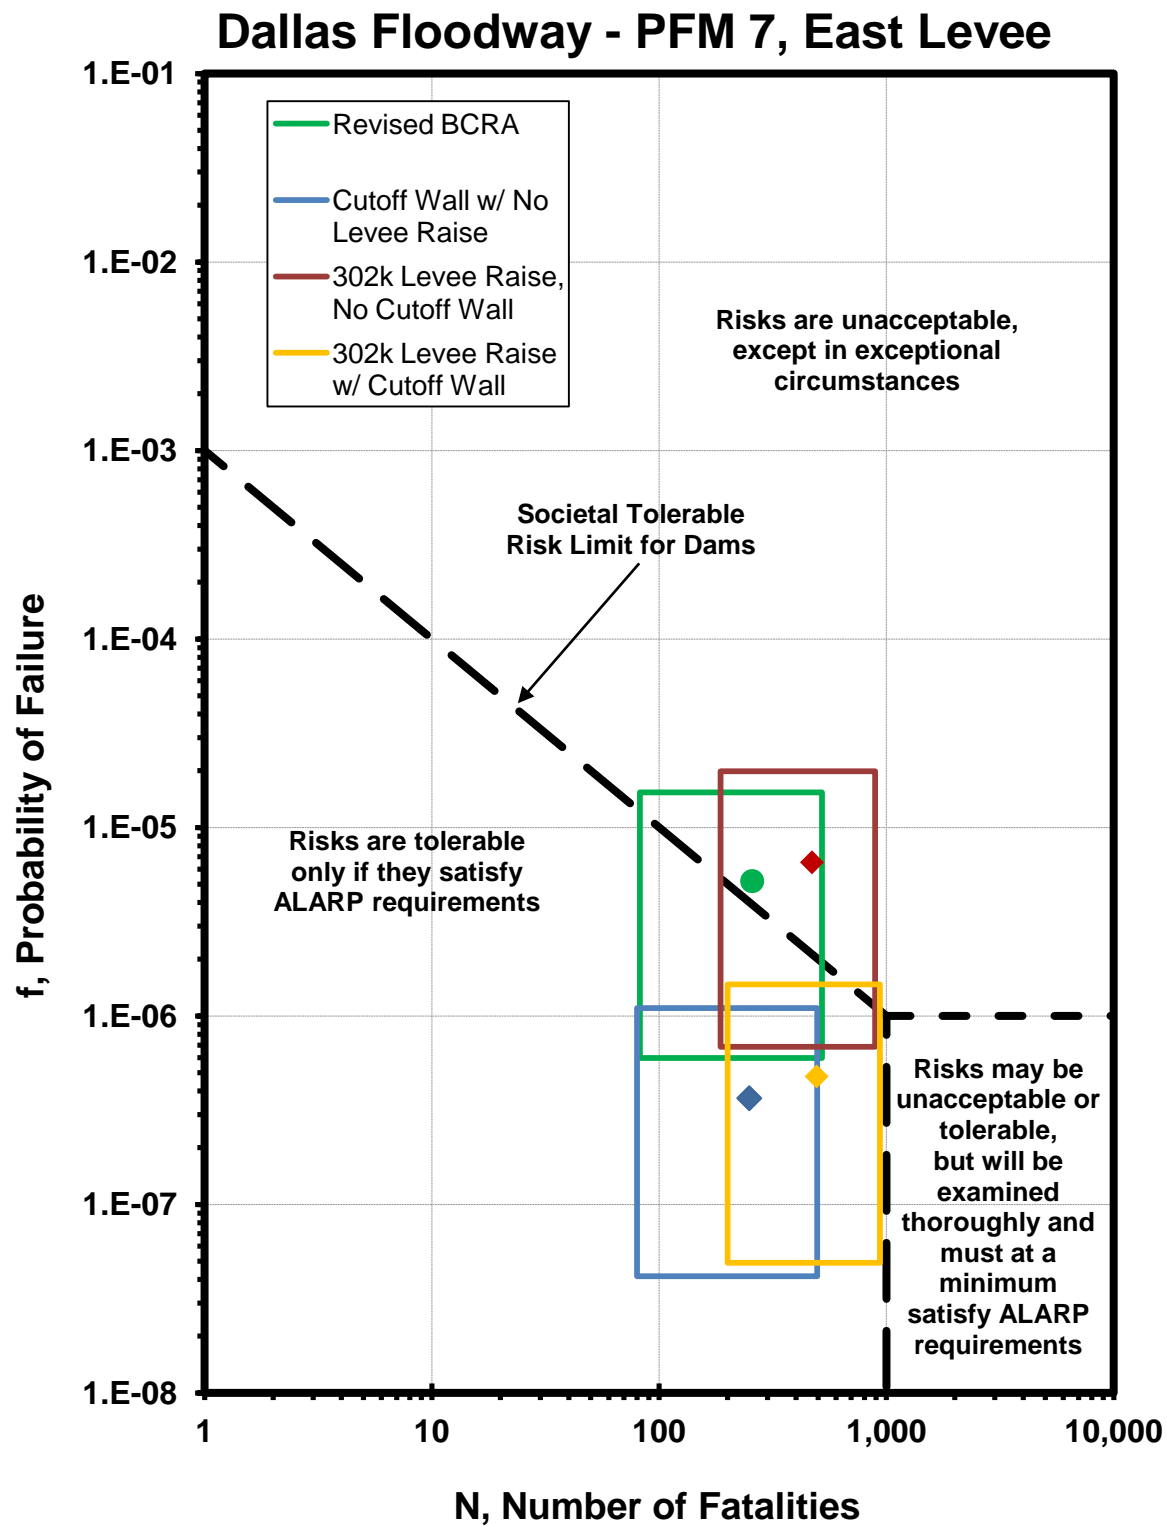 Dallas Floodway - PFM 7, East Levee
1.E-01
Revised BCRA
Cutoff Wall w/ No
Levee Raise
302k Levee Raise,
No Cutoff Wall
302k Levee Raise
w/ Cutoff Wall
1.E-02
Risks are unacceptable,
except in exceptional
circumstances
1.E-03
Societal Tolerable
Risk Limit for Dams
1.E-04
f, Probability of Failure
1.E-05
Risks are tolerable
only if they satisfy
ALARP requirements
1.E-06
Risks may be
unacceptable or
tolerable,
but will be
examined
thoroughly and
must at a
minimum
satisfy ALARP
requirements
1.E-07
1.E-08
1
10
100
1,000
10,000
N, Number of Fatalities